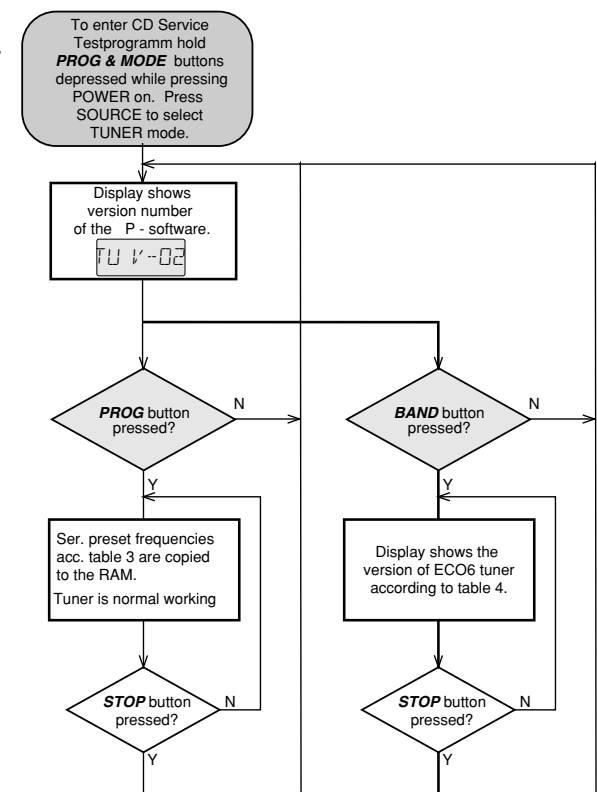 To enter CD Service
Testprogramm hold
PROG & MODE buttons
depressed while pressing
POWER on. Press
SOURCE to select
TUNER mode.
Display shows
version number
of the P - software.
TU V--02
PROG button
pressed?
N
Y
BAND button
pressed?
N
Y
Ser. preset frequencies
acc. table 3 are copied
to the RAM.
Tuner is normal working
Display shows the
version of ECO6 tuner
according to table 4.
STOP button
pressed?
N
Y
STOP button
pressed?
N
Y